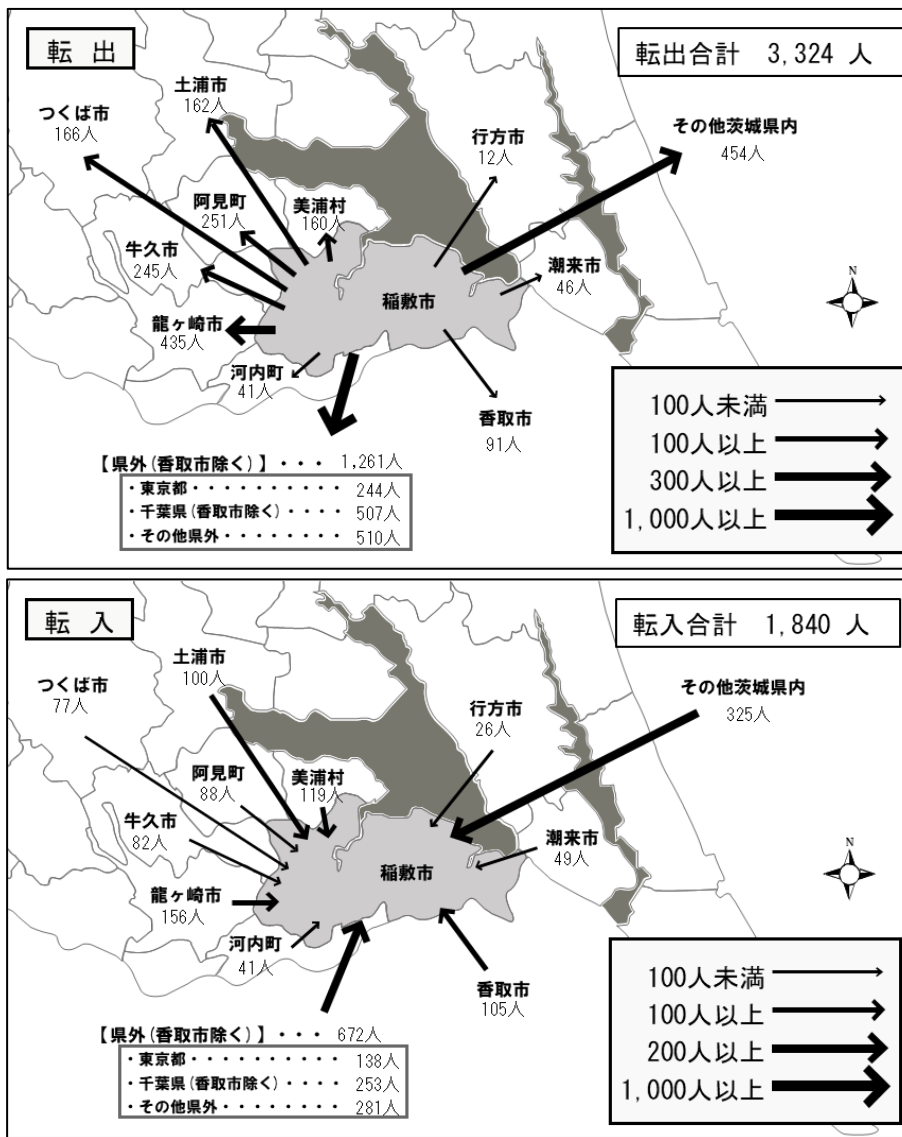 転 出
転出合計 3,324 人
土浦市
162人
つくば市
166人
行方市
12人
その他茨城県内
454人
阿見町
251人
美浦村
160人
牛久市
245人
潮来市
46人
稲敷市
龍ヶ崎市
435人
河内町
41人
香取市
91人
N
100人未満
100人以上
300人以上
1,000人以上
【県外(香取市除く)】・・・ 1,261人
・東京都・・・・・・・・・・ 244人
・千葉県(香取市除く)・・・・ 507人
・その他県外・・・・・・・・ 510人
転 入
転入合計 1,840 人
土浦市
100人
つくば市
77人
行方市
26人
その他茨城県内
325人
阿見町
88人
美浦村
119人
牛久市
82人
潮来市
49人
稲敷市
龍ヶ崎市
156人
河内町
41人
香取市
105人
N
100人未満
100人以上
200人以上
1,000人以上
【県外(香取市除く)】・・・ 672人
・東京都・・・・・・・・・・ 138人
・千葉県(香取市除く)・・・・ 253人
・その他県外・・・・・・・・ 281人